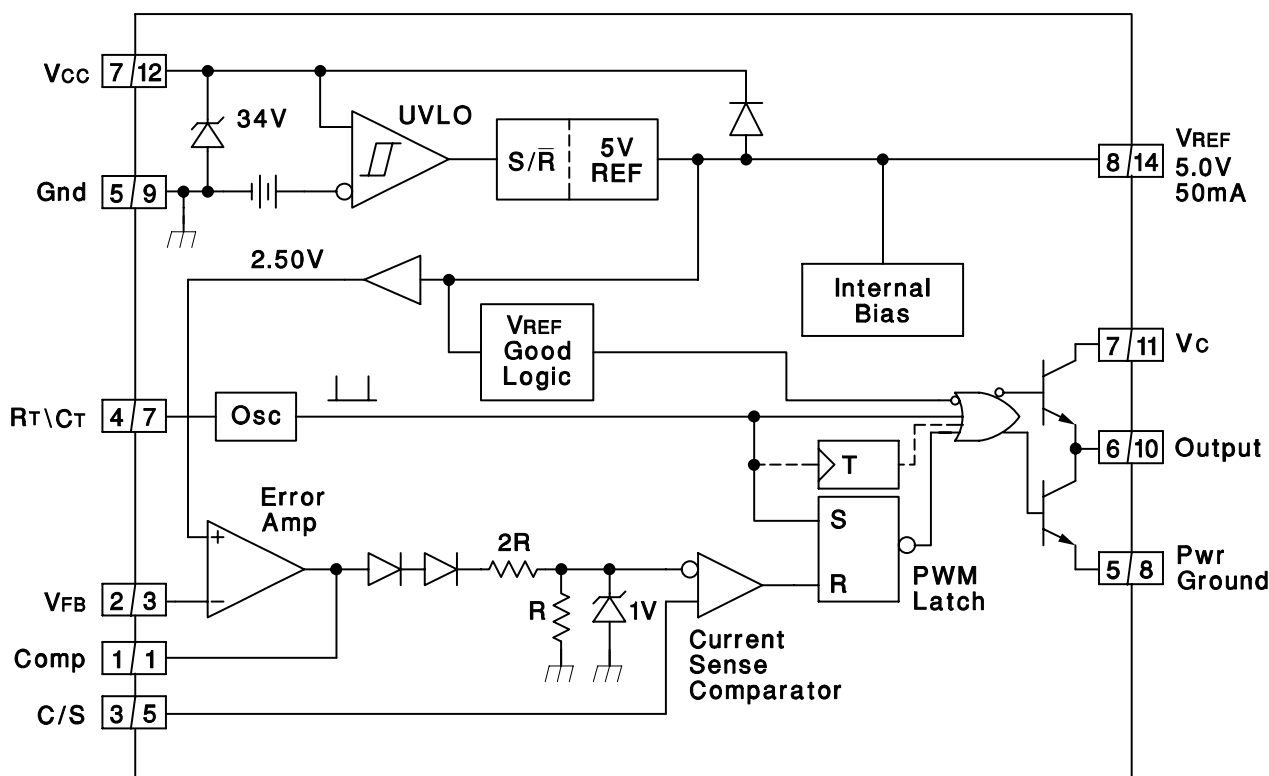 VCC 7/12
34V
UVLO
S/R̅
5V
REF
8/14
VREF
5.0V
50mA
Gnd 5/9
2.50V
Internal
Bias
VREF
Good
Logic
7/11 VC
RT\CT 4/7
Osc
T
6/10 Output
Error
Amp
S
R
PWM
Latch
5/8
Pwr
Ground
+
−
2R
R
1V
VFB 2/3
Comp 1/1
Current
Sense
Comparator
C/S 3/5